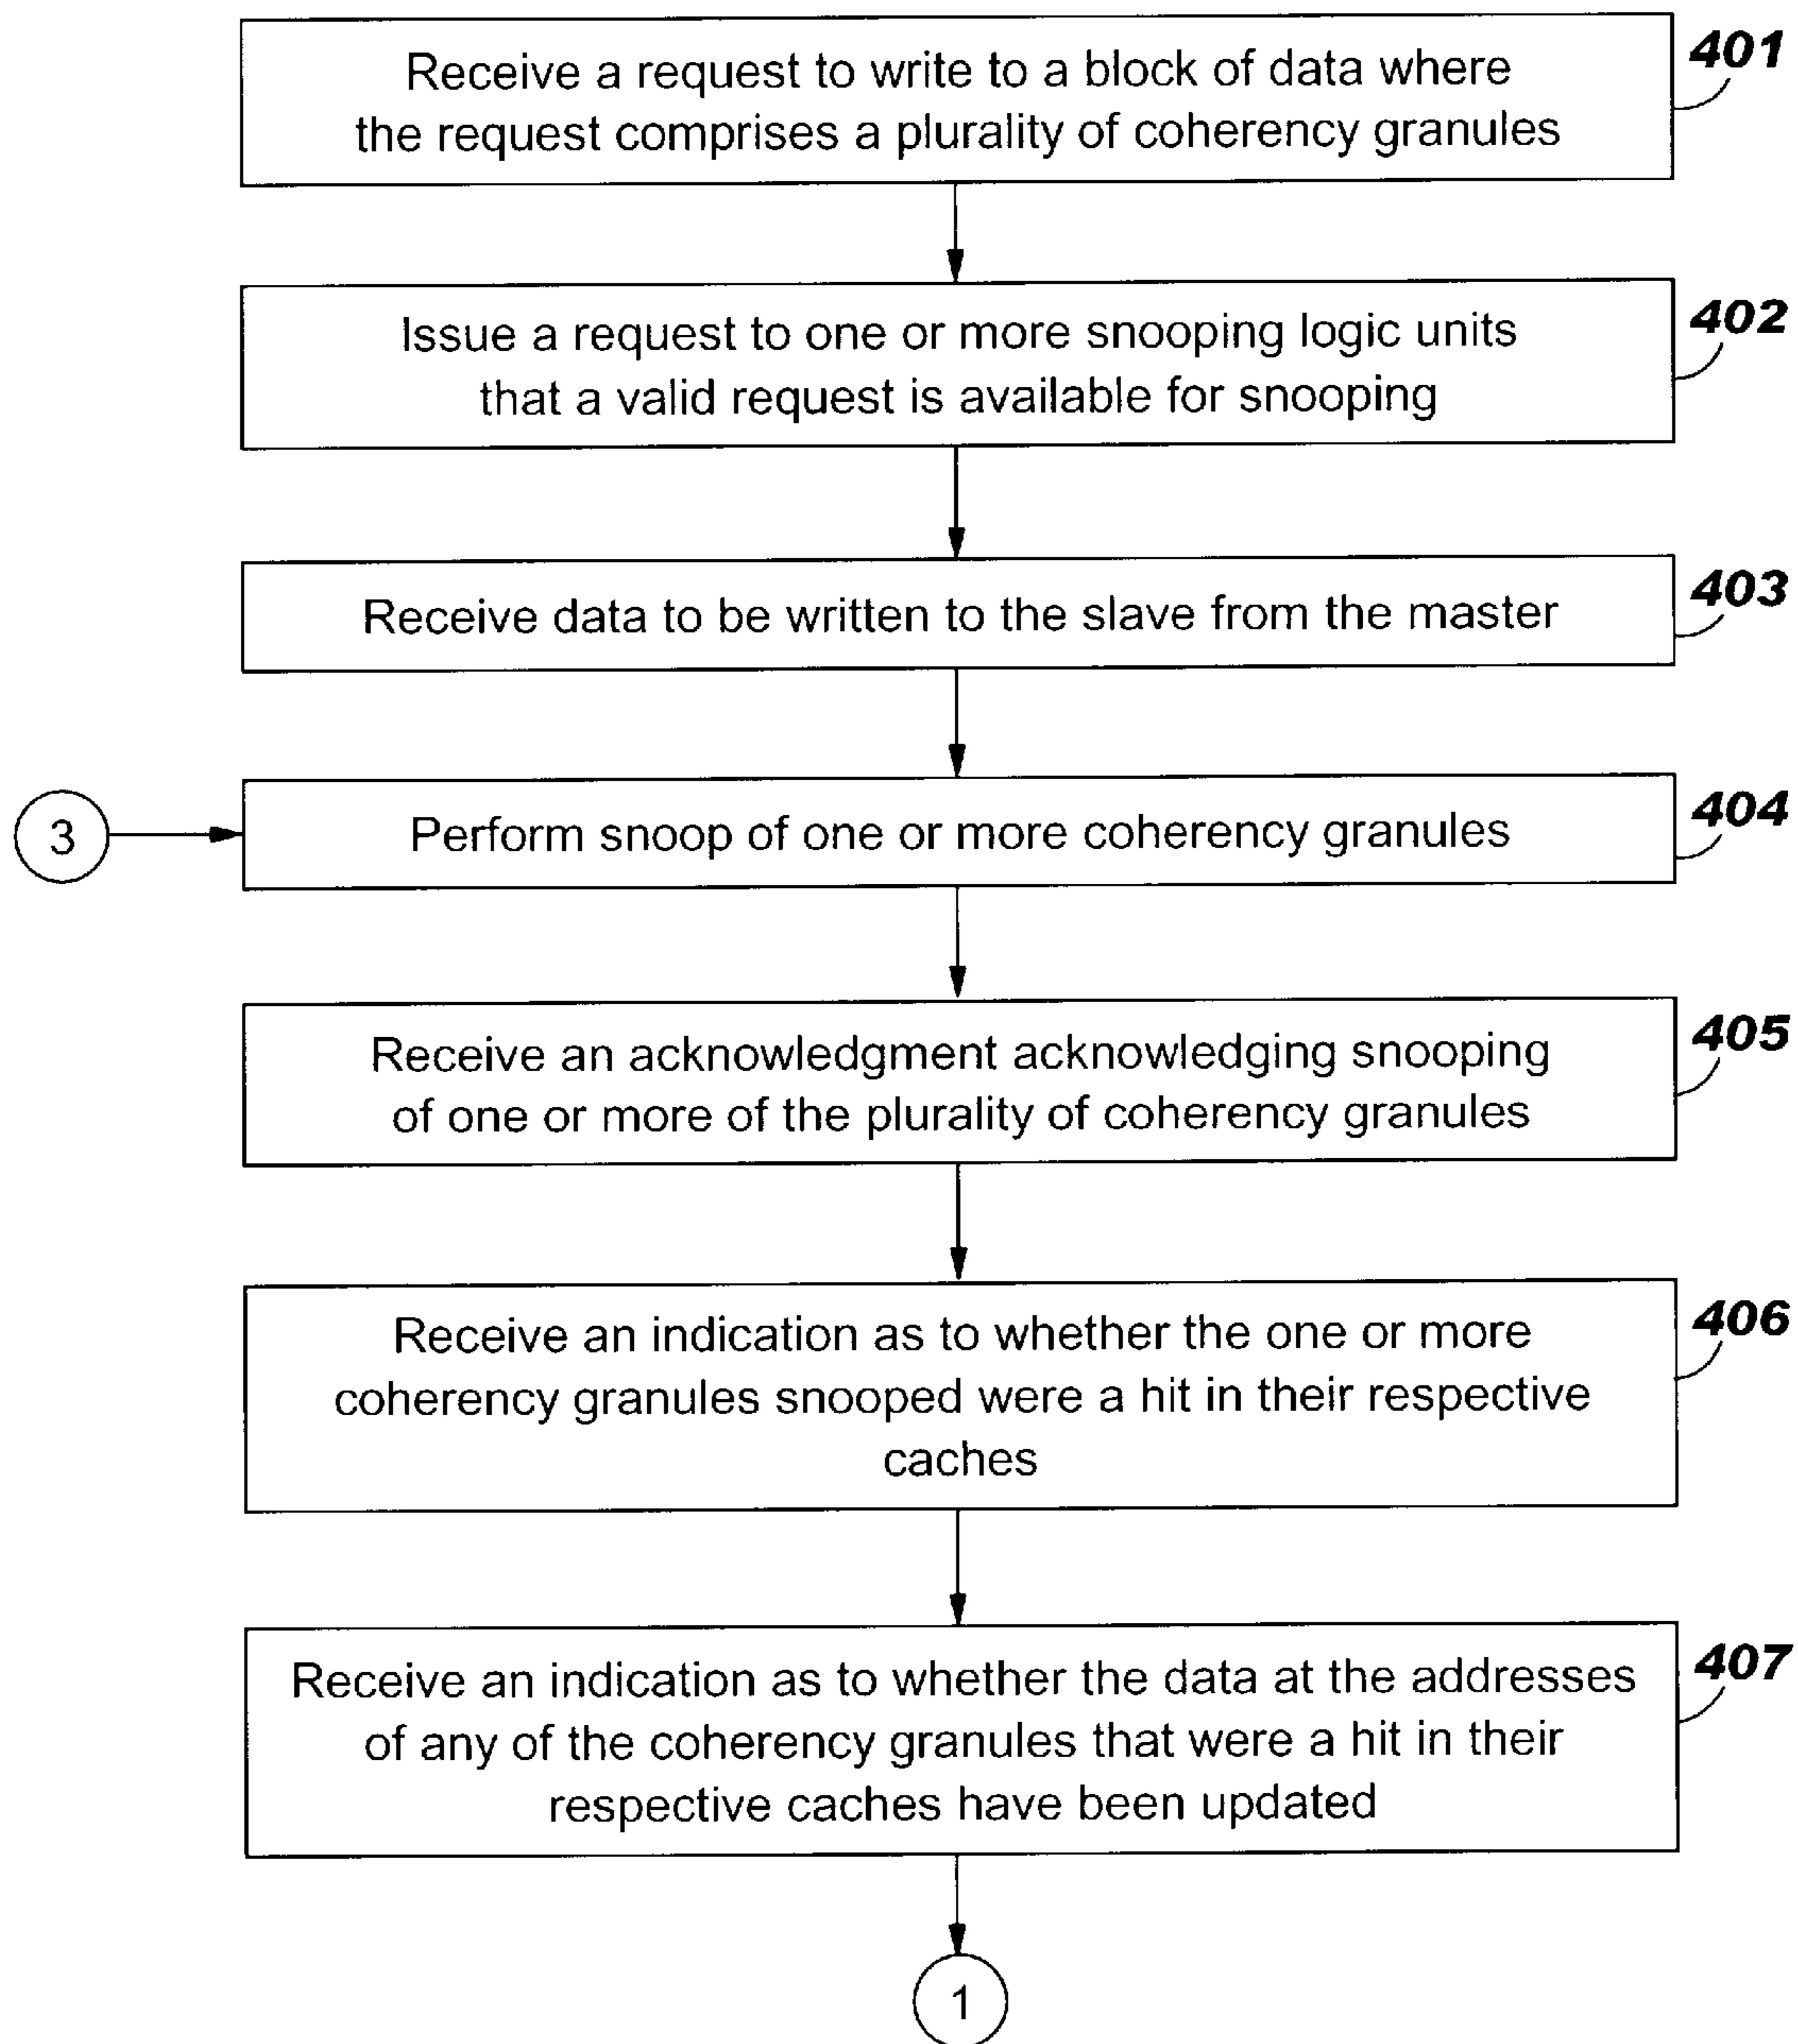 Receive a request to write to a block of data where
the request comprises a plurality of coherency granules
401
Issue a request to one or more snooping logic units
that a valid request is available for snooping
402
Receive data to be written to the slave from the master
403
3
Perform snoop of one or more coherency granules
404
Receive an acknowledgment acknowledging snooping
of one or more of the plurality of coherency granules
405
Receive an indication as to whether the one or more
coherency granules snooped were a hit in their respective
caches
406
Receive an indication as to whether the data at the addresses
of any of the coherency granules that were a hit in their
respective caches have been updated
407
1